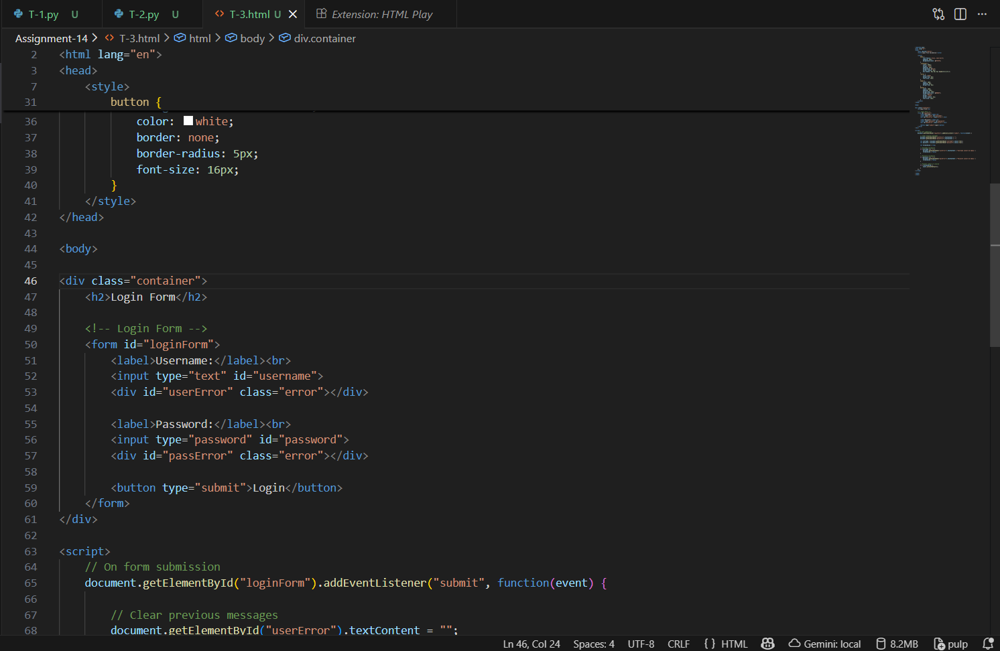 T-1.py U T-2.py U T-3.html U Extension: HTML Play
Assignment-14 > T-3.html > html > body > div.container
2 <html lang="en">
3 <head>
7 <style>
31 button {
36 color: white;
37 border: none;
38 border-radius: 5px;
39 font-size: 16px;
40 }
41 </style>
42 </head>
43
44 <body>
45
46 <div class="container">
47 <h2>Login Form</h2>
48
49 <!-- Login Form -->
50 <form id="loginForm">
51 <label>Username:</label><br>
52 <input type="text" id="username">
53 <div id="userError" class="error"></div>
54
55 <label>Password:</label><br>
56 <input type="password" id="password">
57 <div id="passError" class="error"></div>
58
59 <button type="submit">Login</button>
60 </form>
61 </div>
62
63 <script>
64 // On form submission
65 document.getElementById("loginForm").addEventListener("submit", function(event) {
66
67 // Clear previous messages
68 document.getElementById("userError").textContent = "";
Ln 46, Col 24 Spaces: 4 UTF-8 CRLF {} HTML Gemini: local 8.2MB pulp